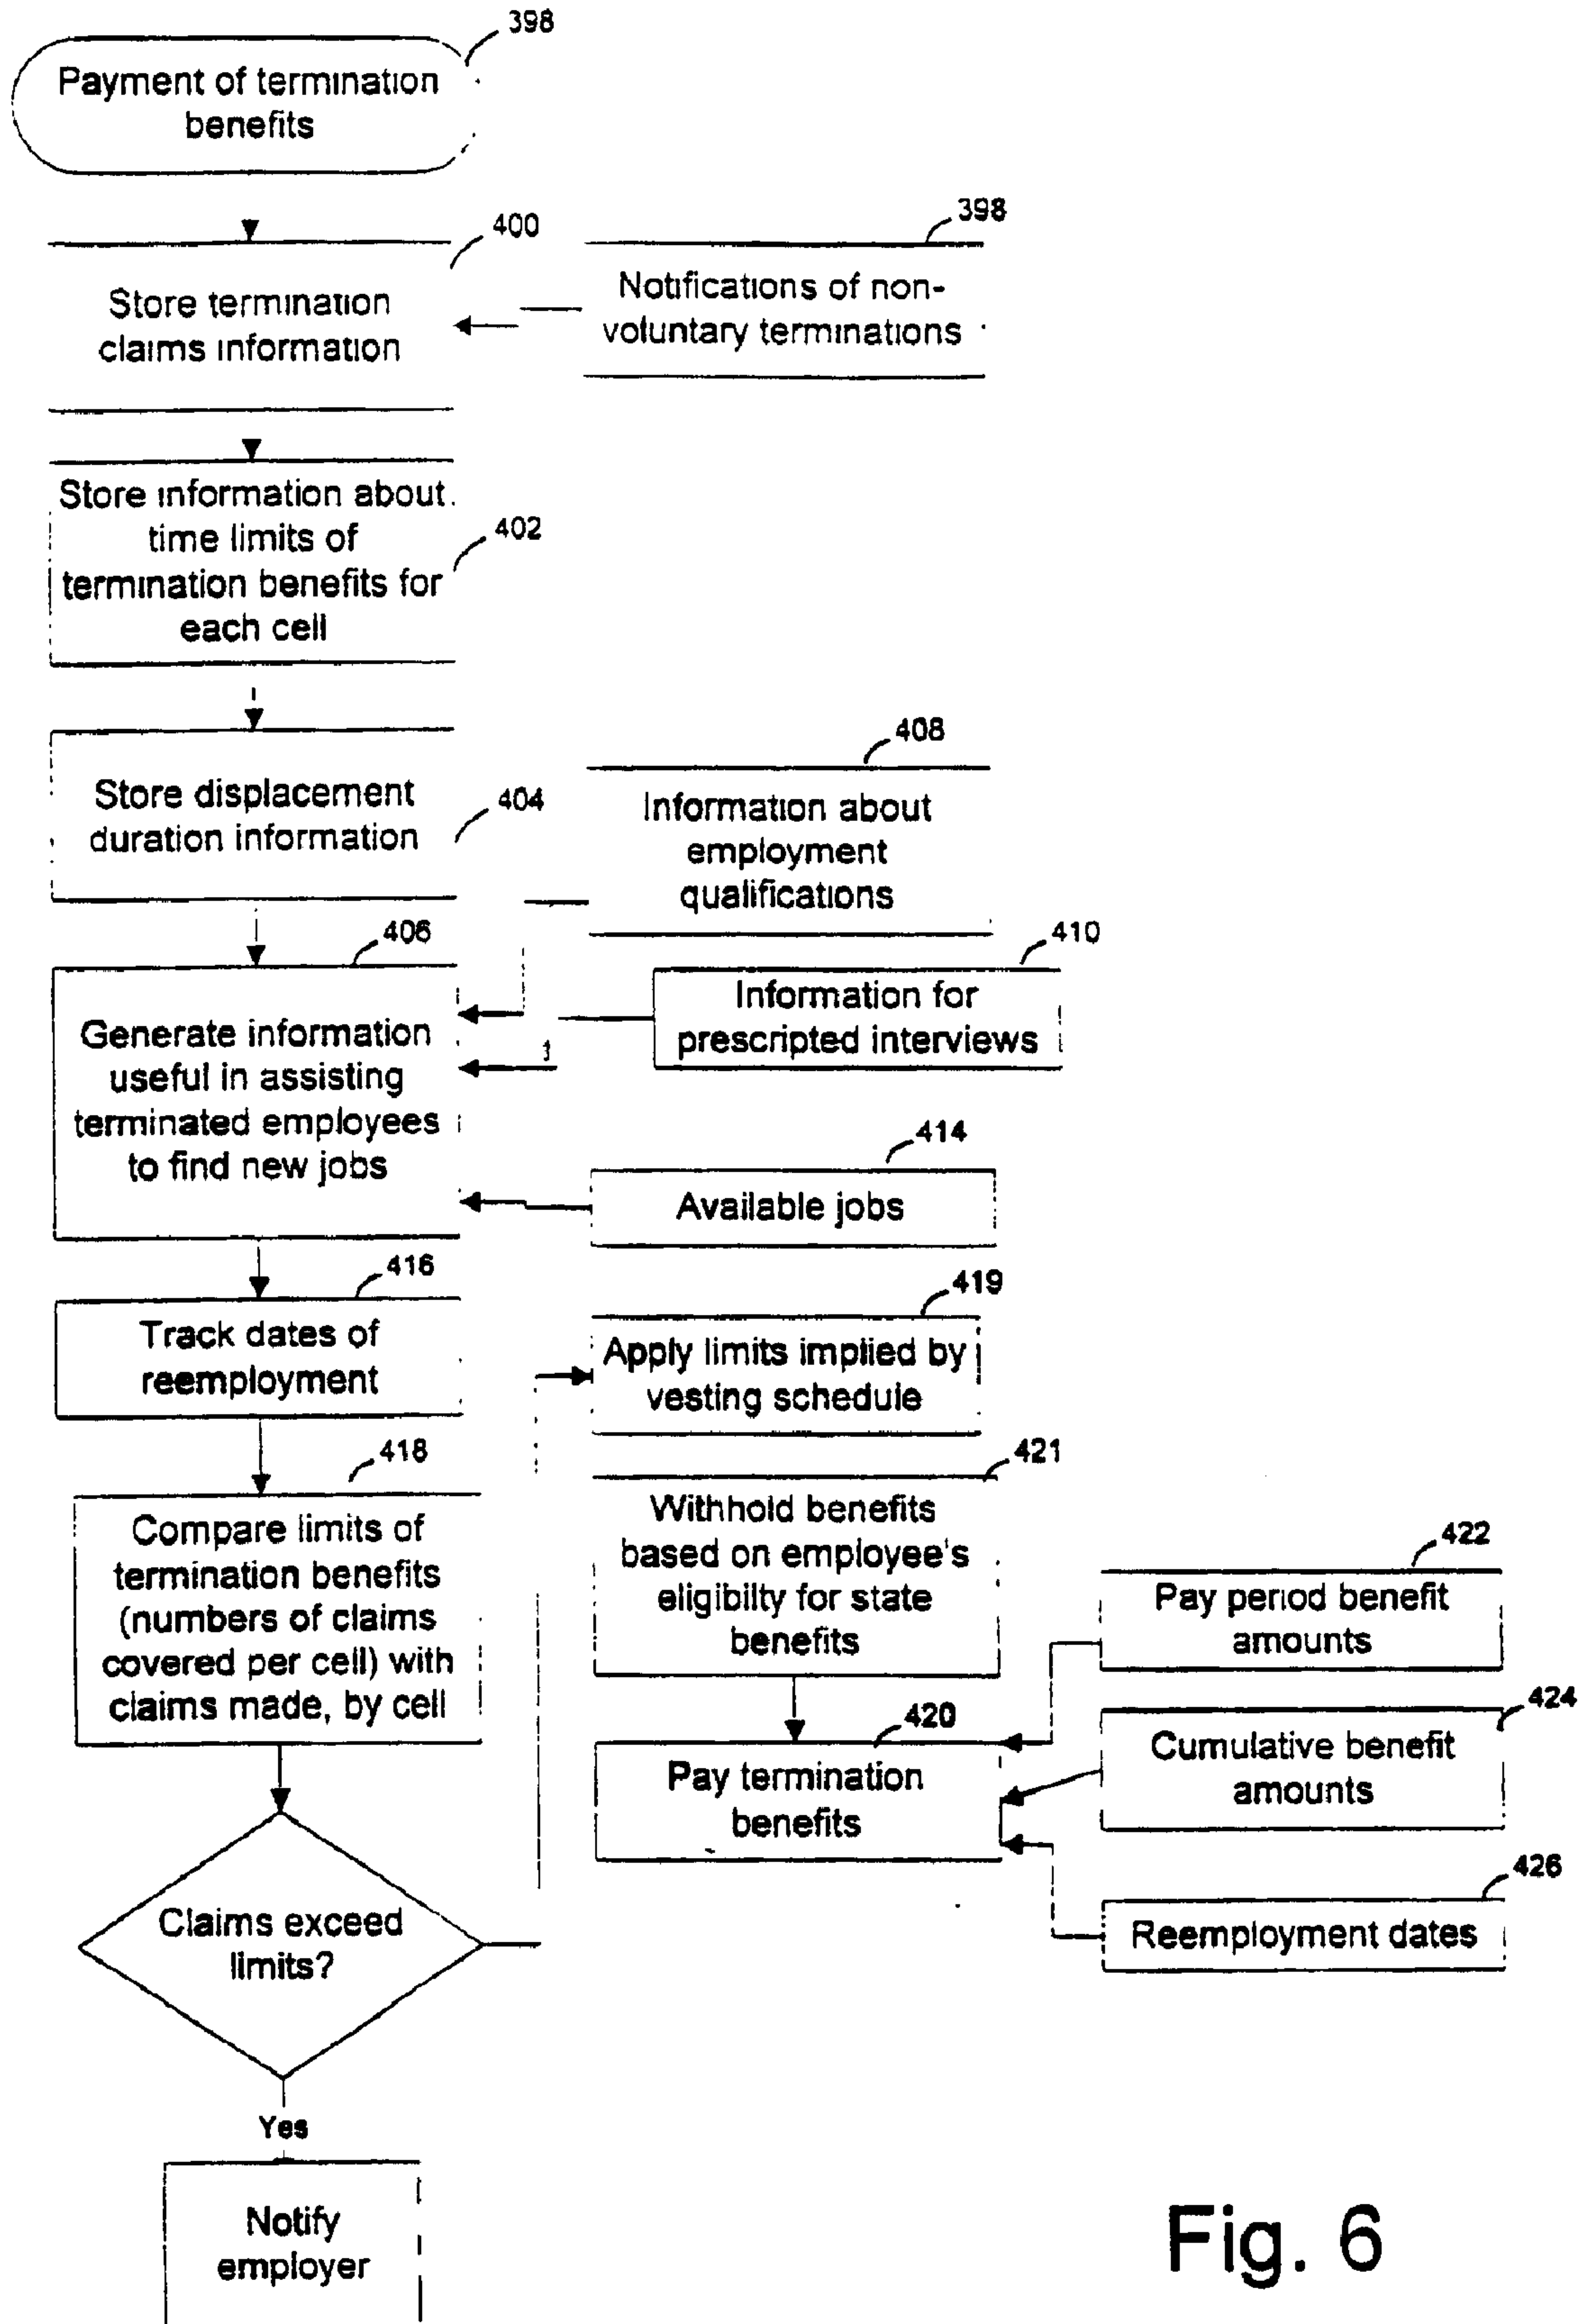 398
Payment of termination
benefits
400
Store termination
claims information
398
Notifications of non-
voluntary terminations
Store information about
time limits of
termination benefits for
each cell
402
Store displacement
duration information
404
408
Information about
employment
qualifications
406
Generate information
useful in assisting
terminated employees
to find new jobs
410
Information for
prescripted interviews
414
Available jobs
416
Track dates of
reemployment
419
Apply limits implied by
vesting schedule
418
Compare limits of
termination benefits
(numbers of claims
covered per cell) with
claims made, by cell
421
Withhold benefits
based on employee's
eligibilty for state
benefits
422
Pay period benefit
amounts
420
Pay termination
benefits
424
Cumulative benefit
amounts
426
Reemployment dates
Claims exceed
limits?
Yes
Notify
employer
Fig. 6